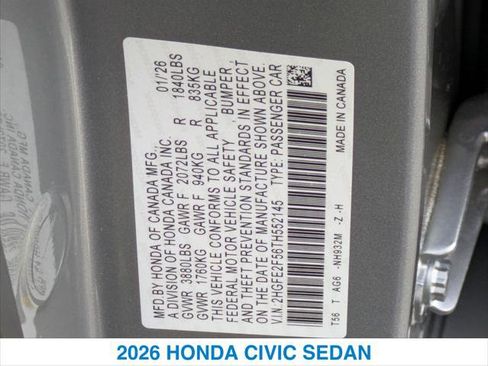 MFD BY HONDA OF CANADA MFG. 01/26
A DIVISION OF HONDA CANADA INC.
GVWR 3880LBS GAWR F 2072LBS R 1840LBS
GVWR 1760KG GAWR F 940KG R 835KG
THIS VEHICLE CONFORMS TO ALL APPLICABLE
FEDERAL MOTOR VEHICLE SAFETY , BUMPER ,
AND THEFT PREVENTION STANDARDS IN EFFECT
ON THE DATE OF MANUFACTURE SHOWN ABOVE.
V.I.N:2HGFE2F56TH552145 TYPE: PASSENGER CAR
T56 T AG6 -NH932M -Z -H MADE IN CANADA
2026 HONDA CIVIC SEDAN